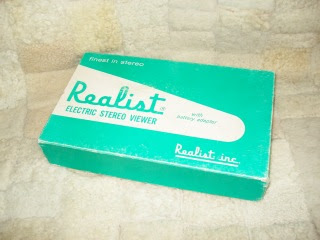 finest in stereo
Realist®
ELECTRIC STEREO VIEWER
with
battery adapter
Realist inc.